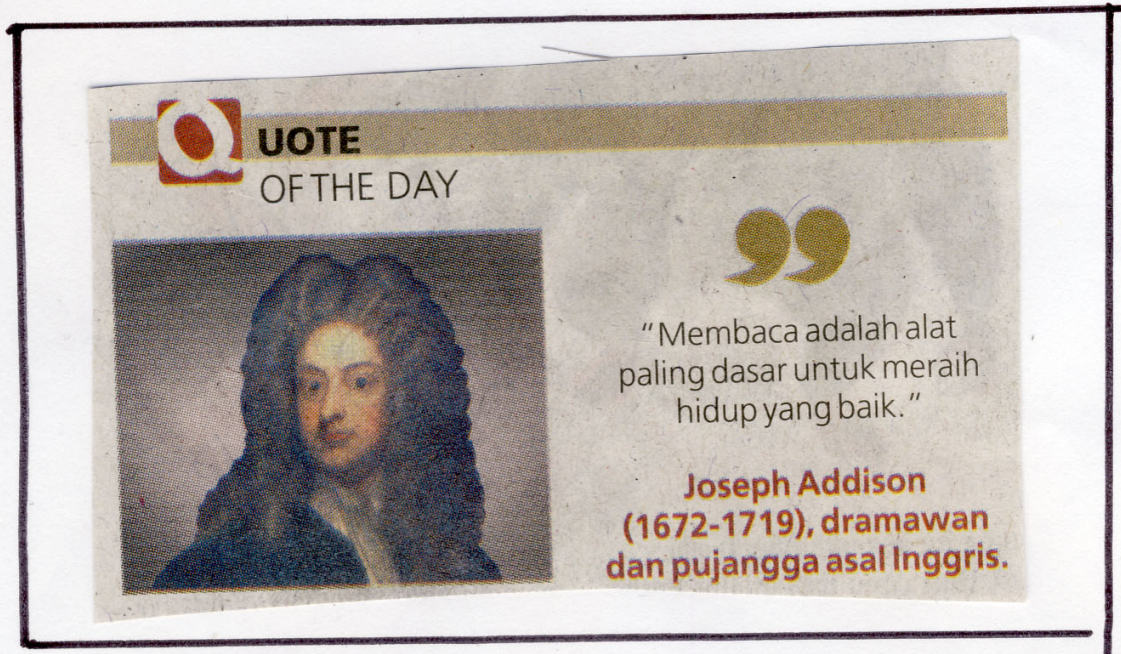 QUOTE
OF THE DAY
”
“Membaca adalah alat
paling dasar untuk meraih
hidup yang baik.”
Joseph Addison
(1672-1719), dramawan
dan pujangga asal Inggris.